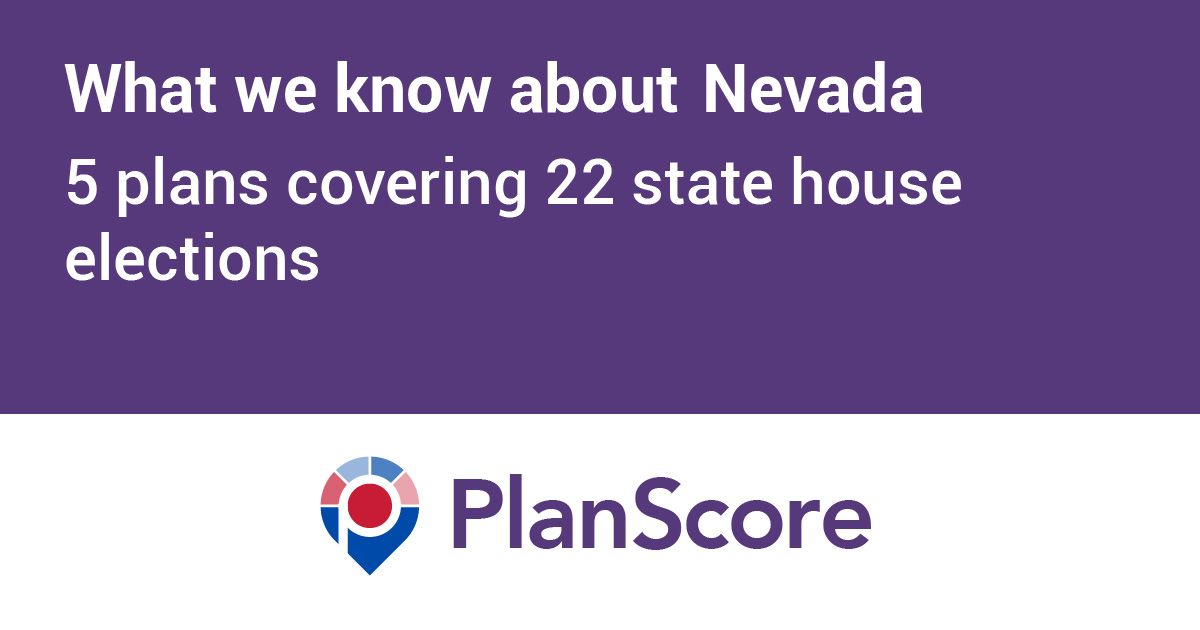 What we know about Nevada
5 plans covering 22 state house
elections
PlanScore